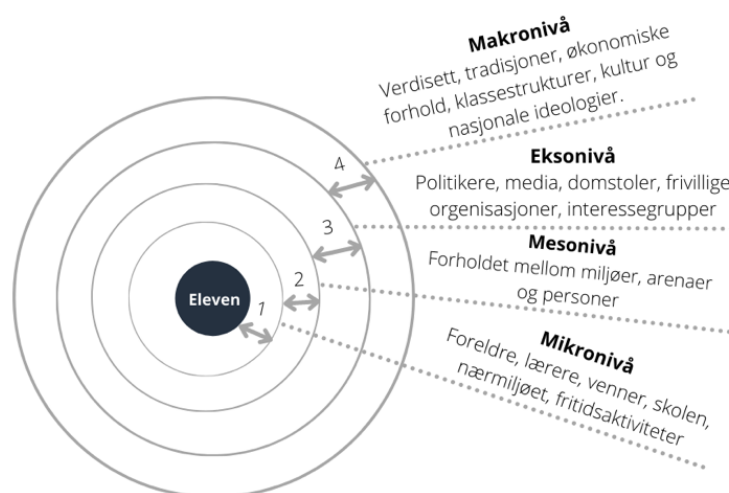 Makronivå
Verdisett, tradisjoner, økonomiske
forhold, klassestrukturer, kultur og
nasjonale ideologier.
4
Eksonivå
Politikere, media, domstoler, frivillige
orgenisasjoner, interessegrupper
3
Mesonivå
Forholdet mellom miljøer, arenaer
og personer
2
Eleven
1
Mikronivå
Foreldre, lærere, venner, skolen,
nærmiljøet, fritidsaktiviteter